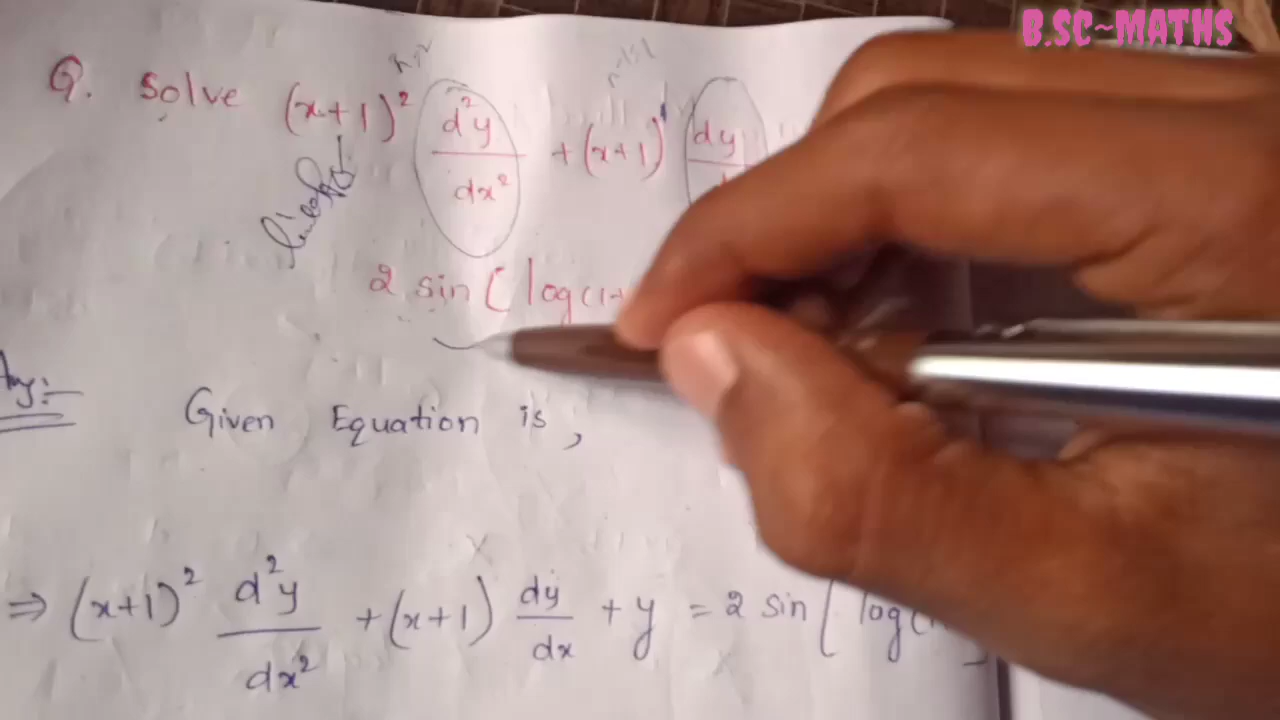 B.SC~MATHS
Q. Solve (x+1)² d²y/dx² + (x+1)¹ dy
2 sin [ log(1+
Given Equation is,
⇒ (x+1)² d²y/dx² + (x+1) dy/dx + y = 2 sin [ log(